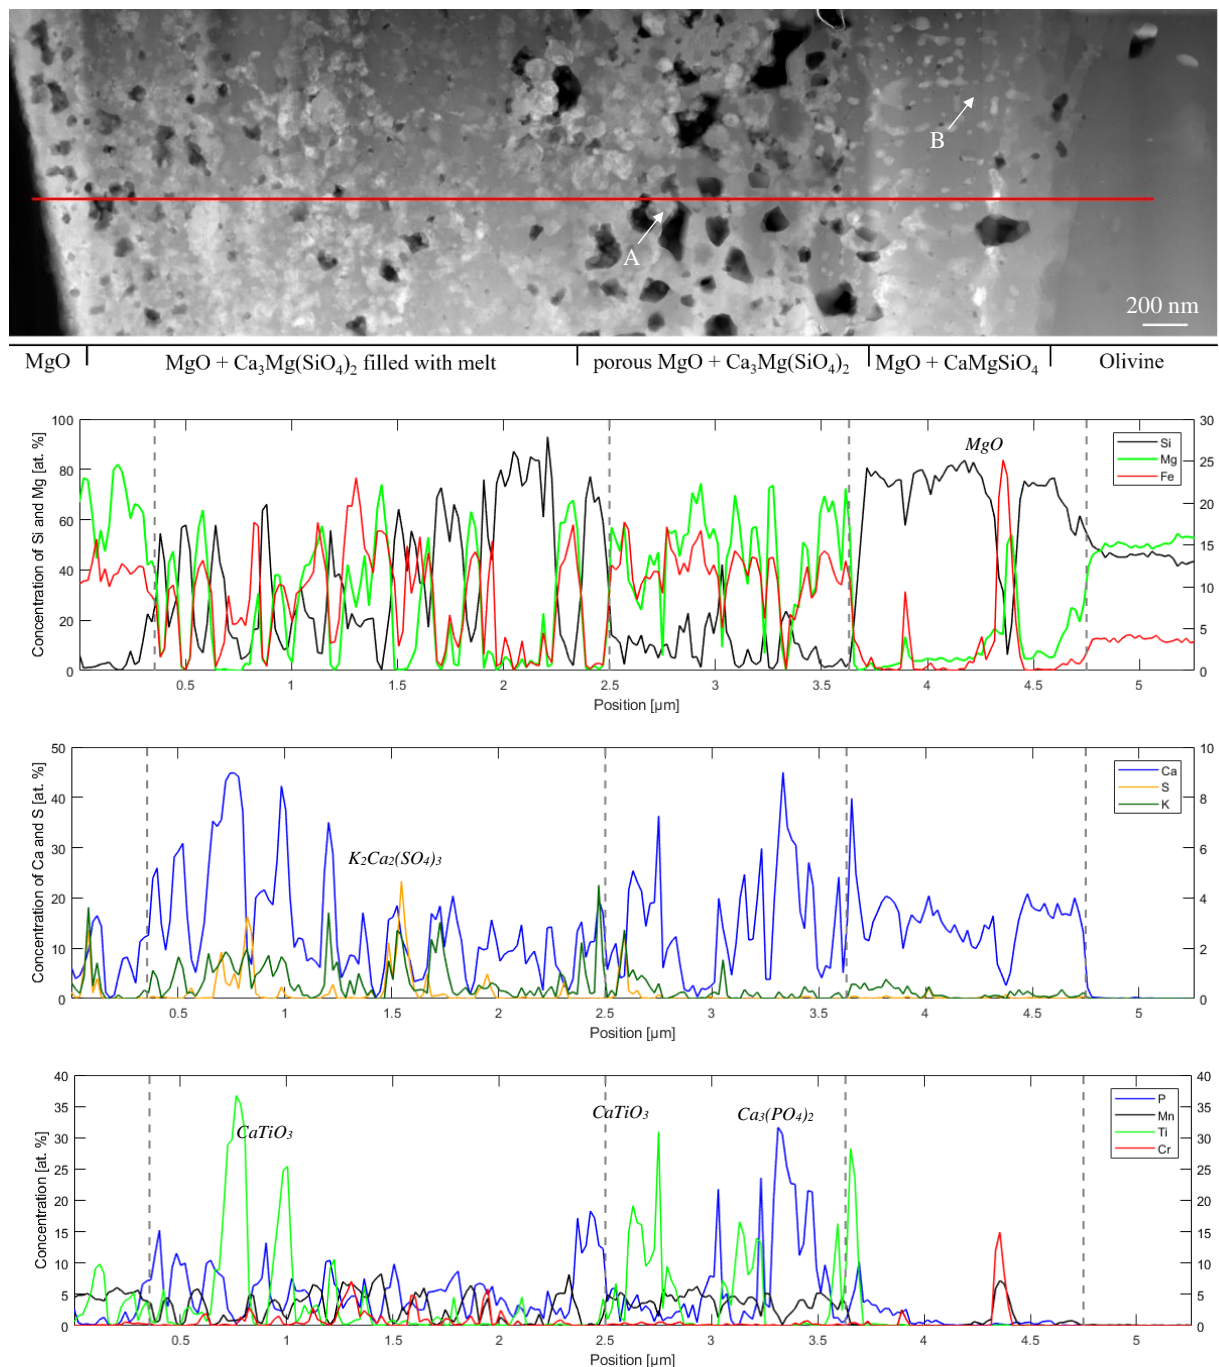 B
A
200 nm
MgO
MgO + Ca₃Mg(SiO₄)₂ filled with melt
porous MgO + Ca₃Mg(SiO₄)₂
MgO + CaMgSiO₄
Olivine
Concentration of Si and Mg [at. %]
100
80
60
40
20
0
MgO
Si
Mg
Fe
30
25
20
15
10
5
0
0.5 1 1.5 2 2.5 3 3.5 4 4.5 5
Position [µm]
Concentration of Ca and S [at. %]
50
40
30
20
10
0
K₂Ca₂(SO₄)₃
Ca
S
K
10
8
6
4
2
0
0.5 1 1.5 2 2.5 3 3.5 4 4.5 5
Position [µm]
Concentration [at. %]
40
35
30
25
20
15
10
5
0
CaTiO₃
CaTiO₃
Ca₃(PO₄)₂
P
Mn
Ti
Cr
40
35
30
25
20
15
10
5
0
0.5 1 1.5 2 2.5 3 3.5 4 4.5 5
Position [µm]